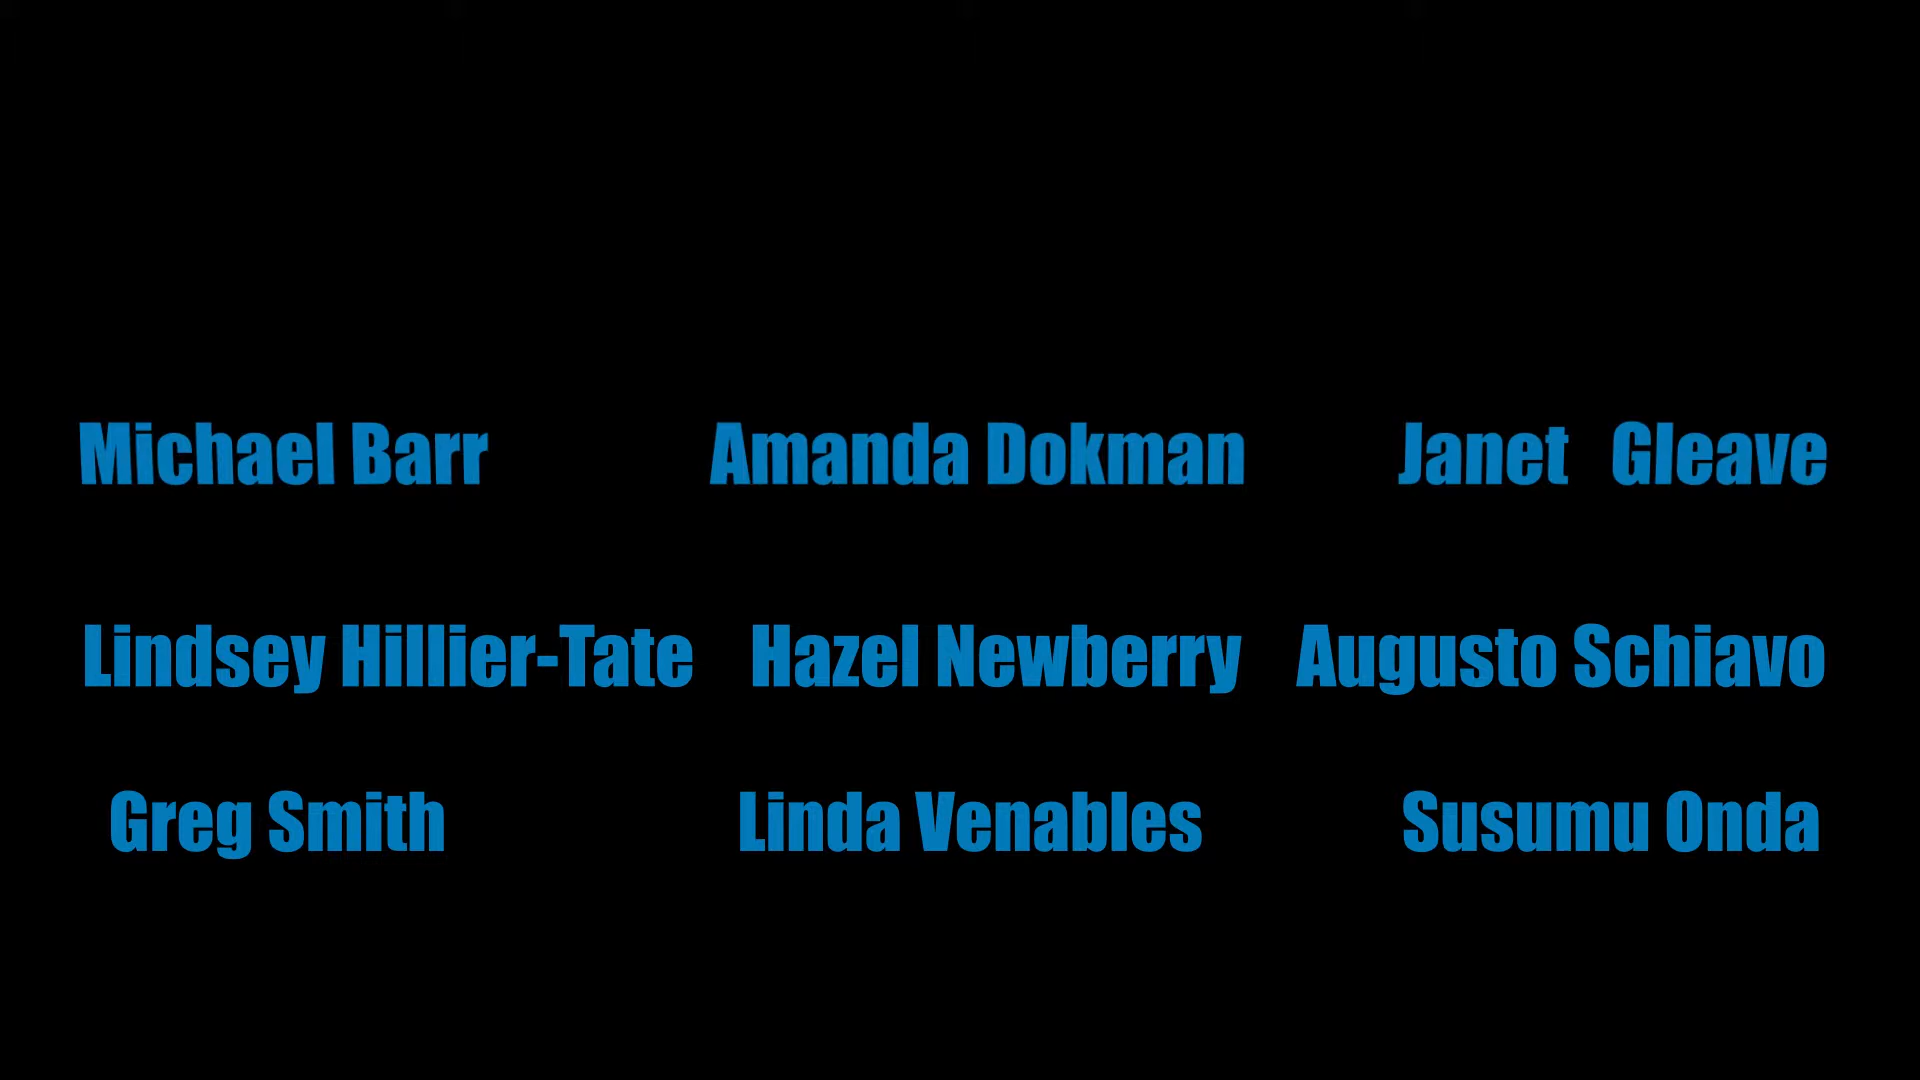 Michael Barr Amanda Dokman Janet Gleave
Lindsey Hillier-Tate Hazel Newberry Augusto Schiavo
Greg Smith Linda Venables Susumu Onda